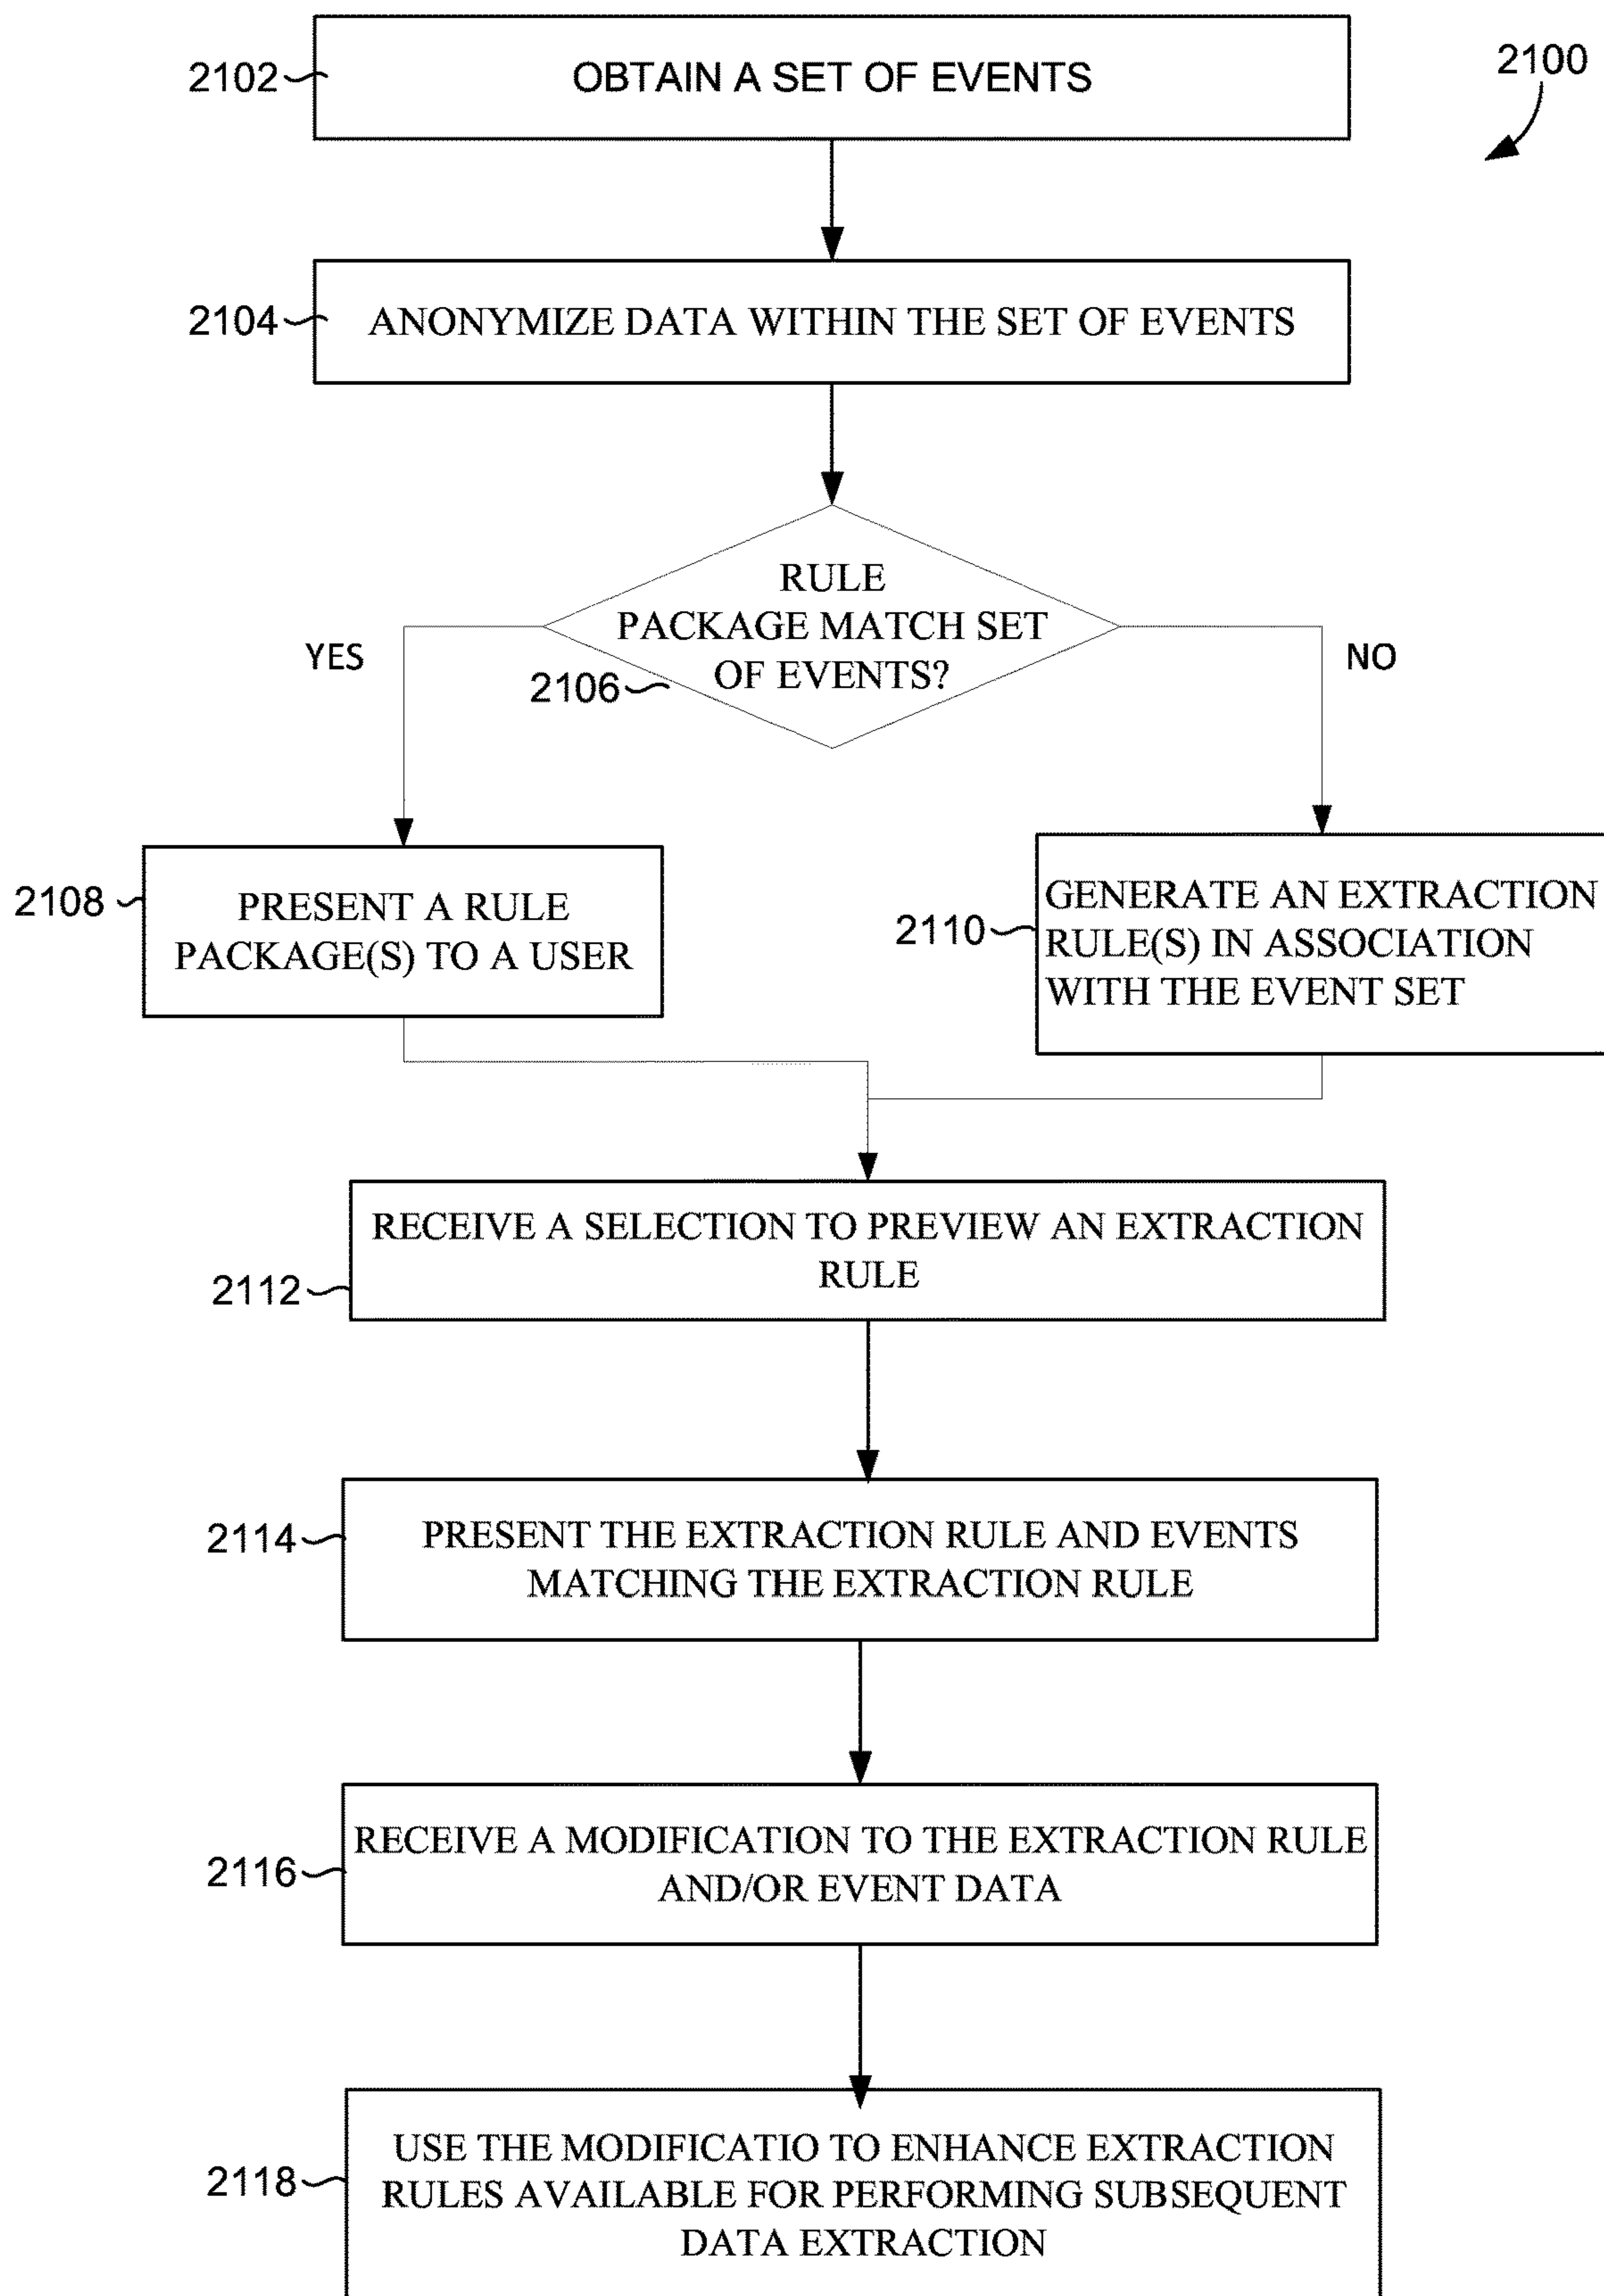 2102
OBTAIN A SET OF EVENTS
2100
2104
ANONYMIZE DATA WITHIN THE SET OF EVENTS
RULE
PACKAGE MATCH SET
OF EVENTS?
2106
YES
NO
2108
PRESENT A RULE
PACKAGE(S) TO A USER
2110
GENERATE AN EXTRACTION
RULE(S) IN ASSOCIATION
WITH THE EVENT SET
RECEIVE A SELECTION TO PREVIEW AN EXTRACTION
RULE
2112
2114
PRESENT THE EXTRACTION RULE AND EVENTS
MATCHING THE EXTRACTION RULE
RECEIVE A MODIFICATION TO THE EXTRACTION RULE
AND/OR EVENT DATA
2116
USE THE MODIFICATIO TO ENHANCE EXTRACTION
RULES AVAILABLE FOR PERFORMING SUBSEQUENT
DATA EXTRACTION
2118